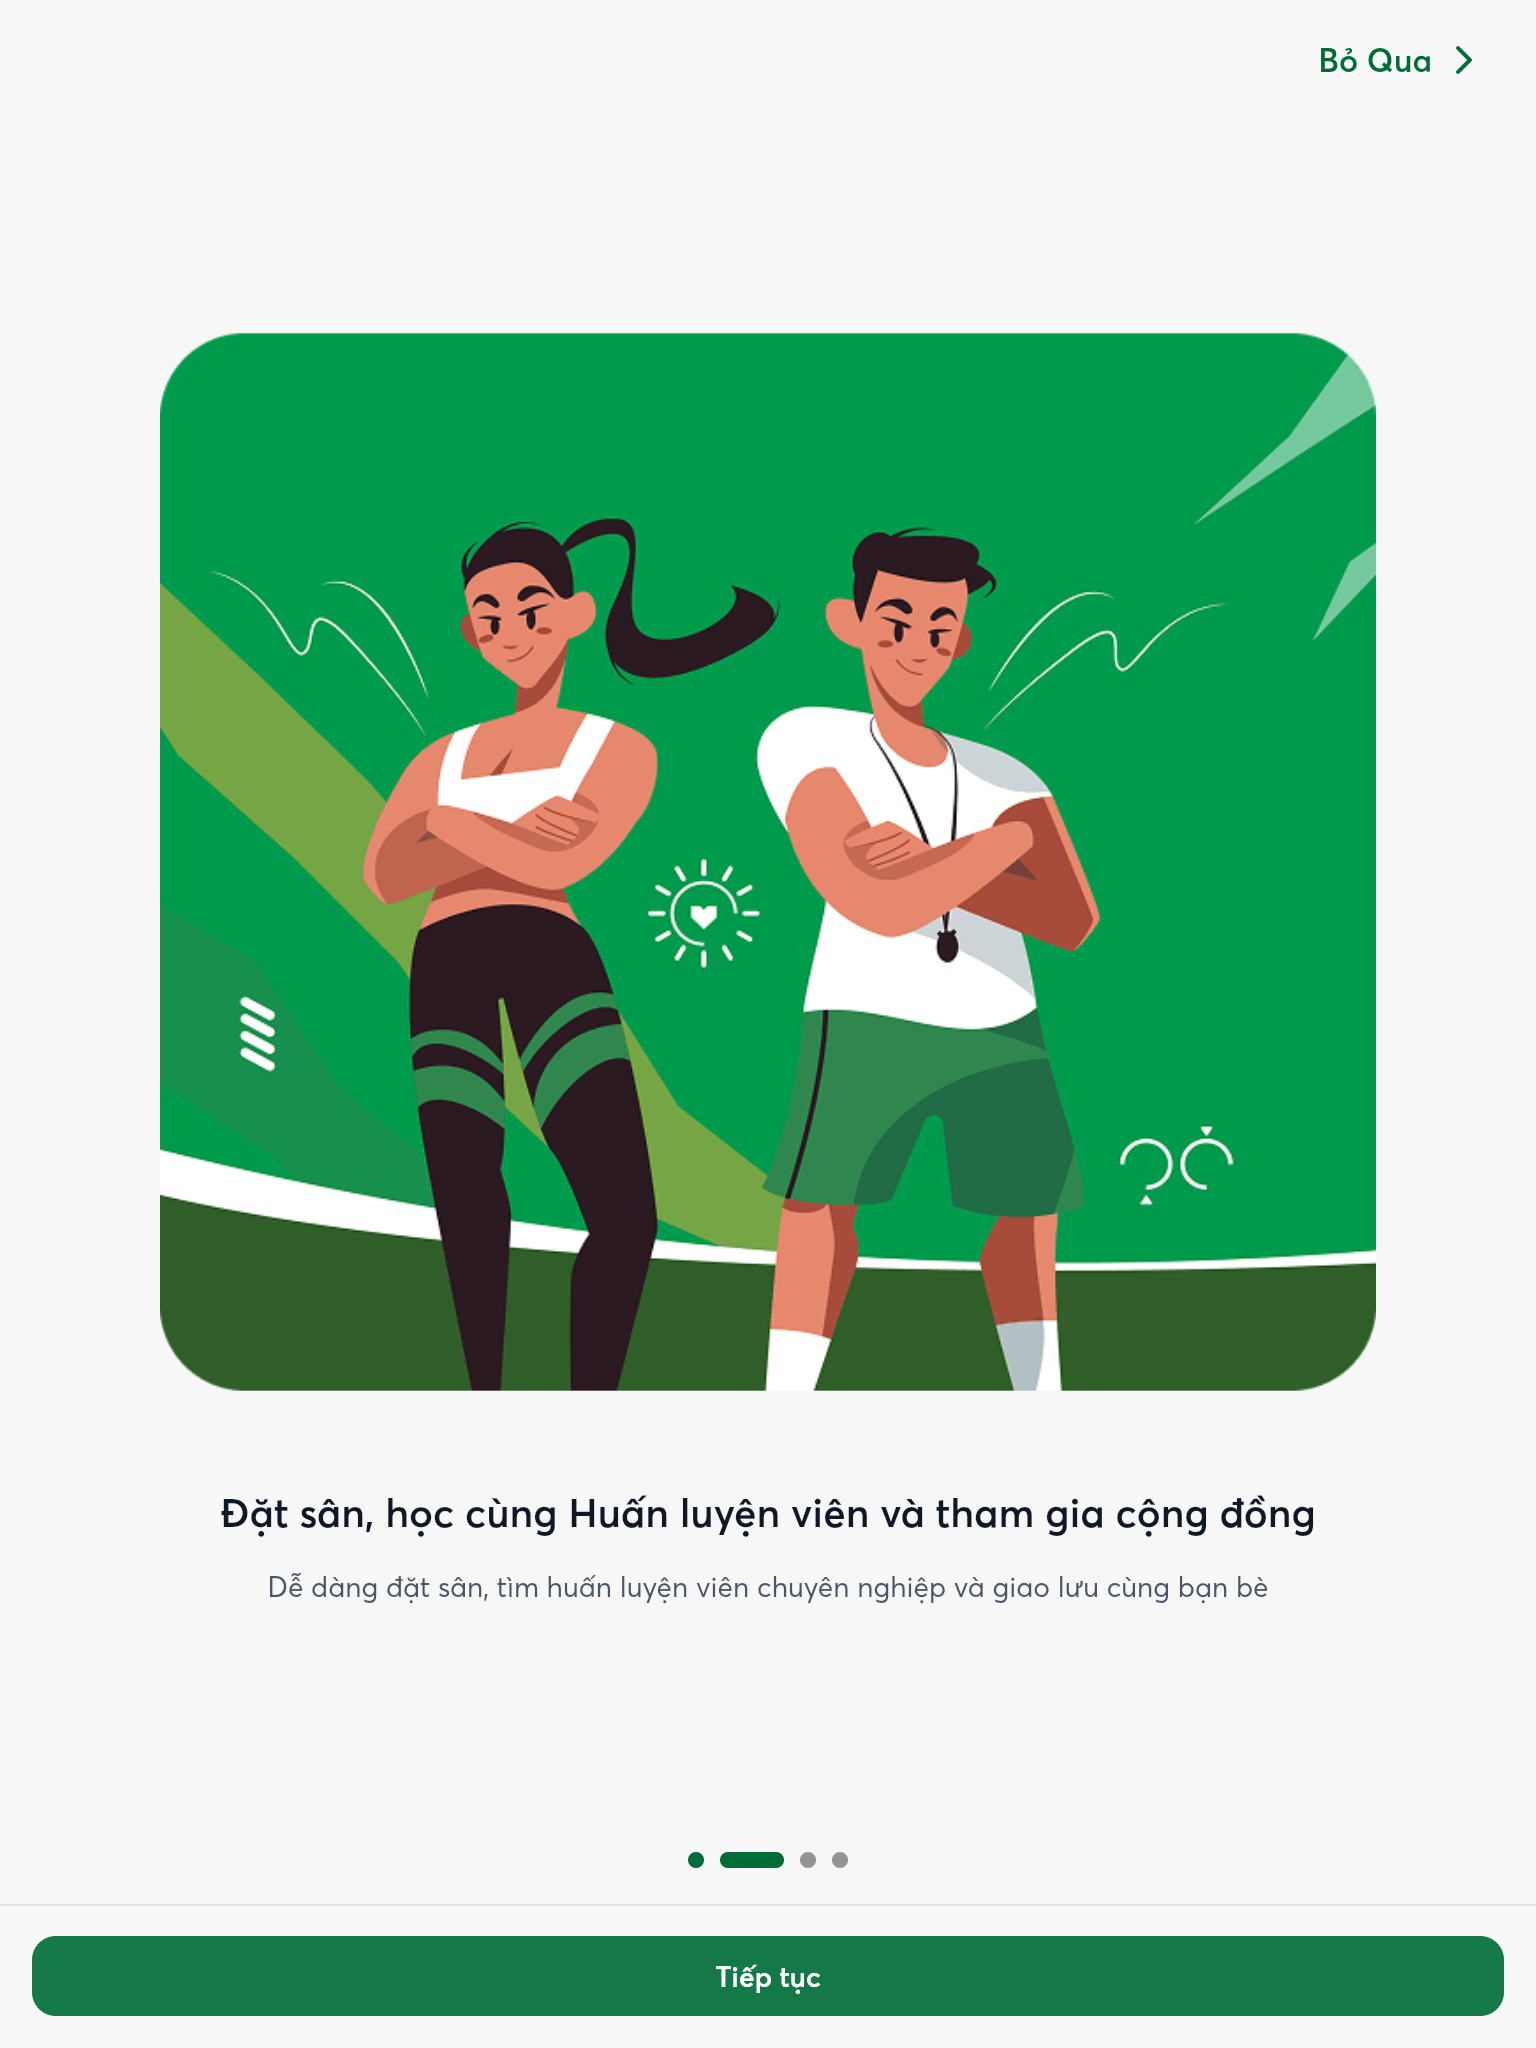 Bỏ Qua
Đặt sân, học cùng Huấn luyện viên và tham gia cộng đồng
Dễ dàng đặt sân, tìm huấn luyện viên chuyên nghiệp và giao lưu cùng bạn bè
Tiếp tục